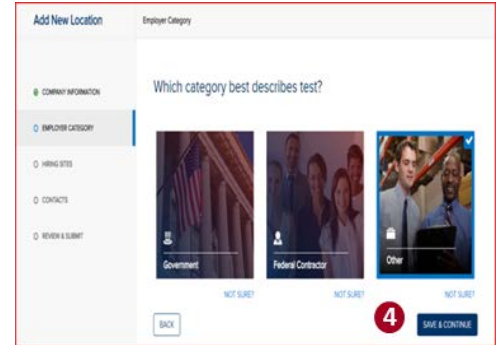 Add New Location
Employer Category
COMPANY INFORMATION
EMPLOYER CATEGORY
HIRING SITES
CONTACTS
REVIEW & SUBMIT
Which category best describes test?
Government
Federal Contractor
Other
NOT SURE?
NOT SURE?
NOT SURE?
BACK
4
SAVE & CONTINUE